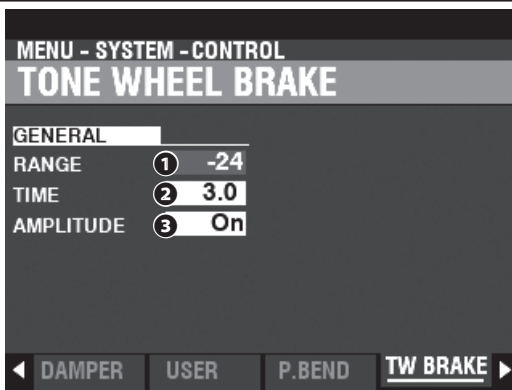 MENU - SYSTEM - CONTROL
TONE WHEEL BRAKE
GENERAL
RANGE 1 -24
TIME 2 3.0
AMPLITUDE 3 On
DAMPER USER P.BEND TW BRAKE